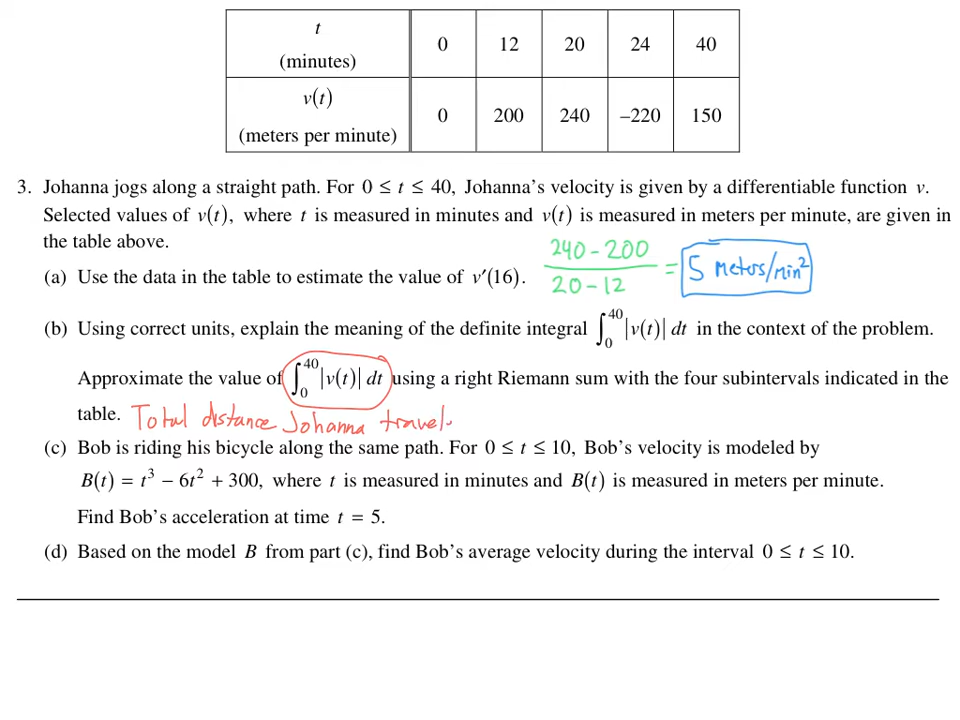 t
(minutes) 0 12 20 24 40
v(t)
(meters per minute) 0 200 240 –220 150
3. Johanna jogs along a straight path. For 0 ≤ t ≤ 40, Johanna's velocity is given by a differentiable function v.
Selected values of v(t), where t is measured in minutes and v(t) is measured in meters per minute, are given in
the table above.
(a) Use the data in the table to estimate the value of v′(16). (240-200)/(20-12) = 5 meters/min²
(b) Using correct units, explain the meaning of the definite integral ∫₀⁴⁰ |v(t)| dt in the context of the problem.
Approximate the value of ∫₀⁴⁰ |v(t)| dt using a right Riemann sum with the four subintervals indicated in the
table. Total distance Johanna travel.
(c) Bob is riding his bicycle along the same path. For 0 ≤ t ≤ 10, Bob's velocity is modeled by
B(t) = t³ − 6t² + 300, where t is measured in minutes and B(t) is measured in meters per minute.
Find Bob's acceleration at time t = 5.
(d) Based on the model B from part (c), find Bob's average velocity during the interval 0 ≤ t ≤ 10.